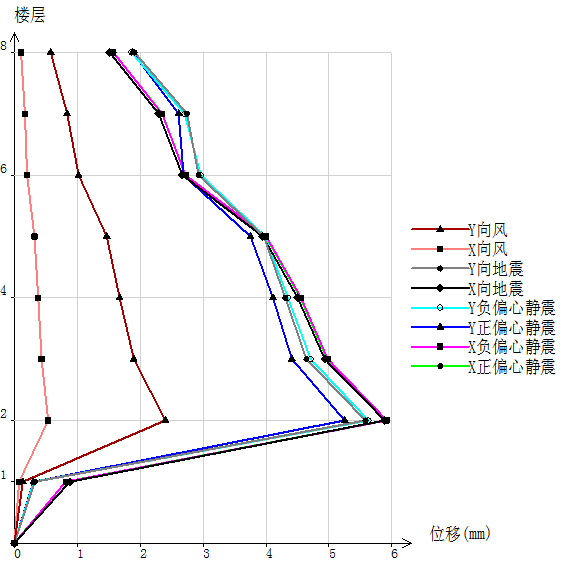 楼层
8
6
4
2
1
0 1 2 3 4 5 6
位移(mm)
Y向风
X向风
Y向地震
X向地震
Y负偏心静震
Y正偏心静震
X负偏心静震
X正偏心静震